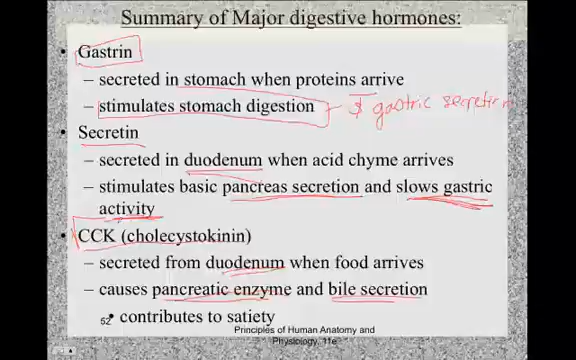 Summary of Major digestive hormones:
• Gastrin
– secreted in stomach when proteins arrive
– stimulates stomach digestion
gastric secretin
• Secretin
– secreted in duodenum when acid chyme arrives
– stimulates basic pancreas secretion and slows gastric
activity
• CCK (cholecystokinin)
– secreted from duodenum when food arrives
– causes pancreatic enzyme and bile secretion
• contributes to satiety
52
Principles of Human Anatomy and
Physiology, 11e